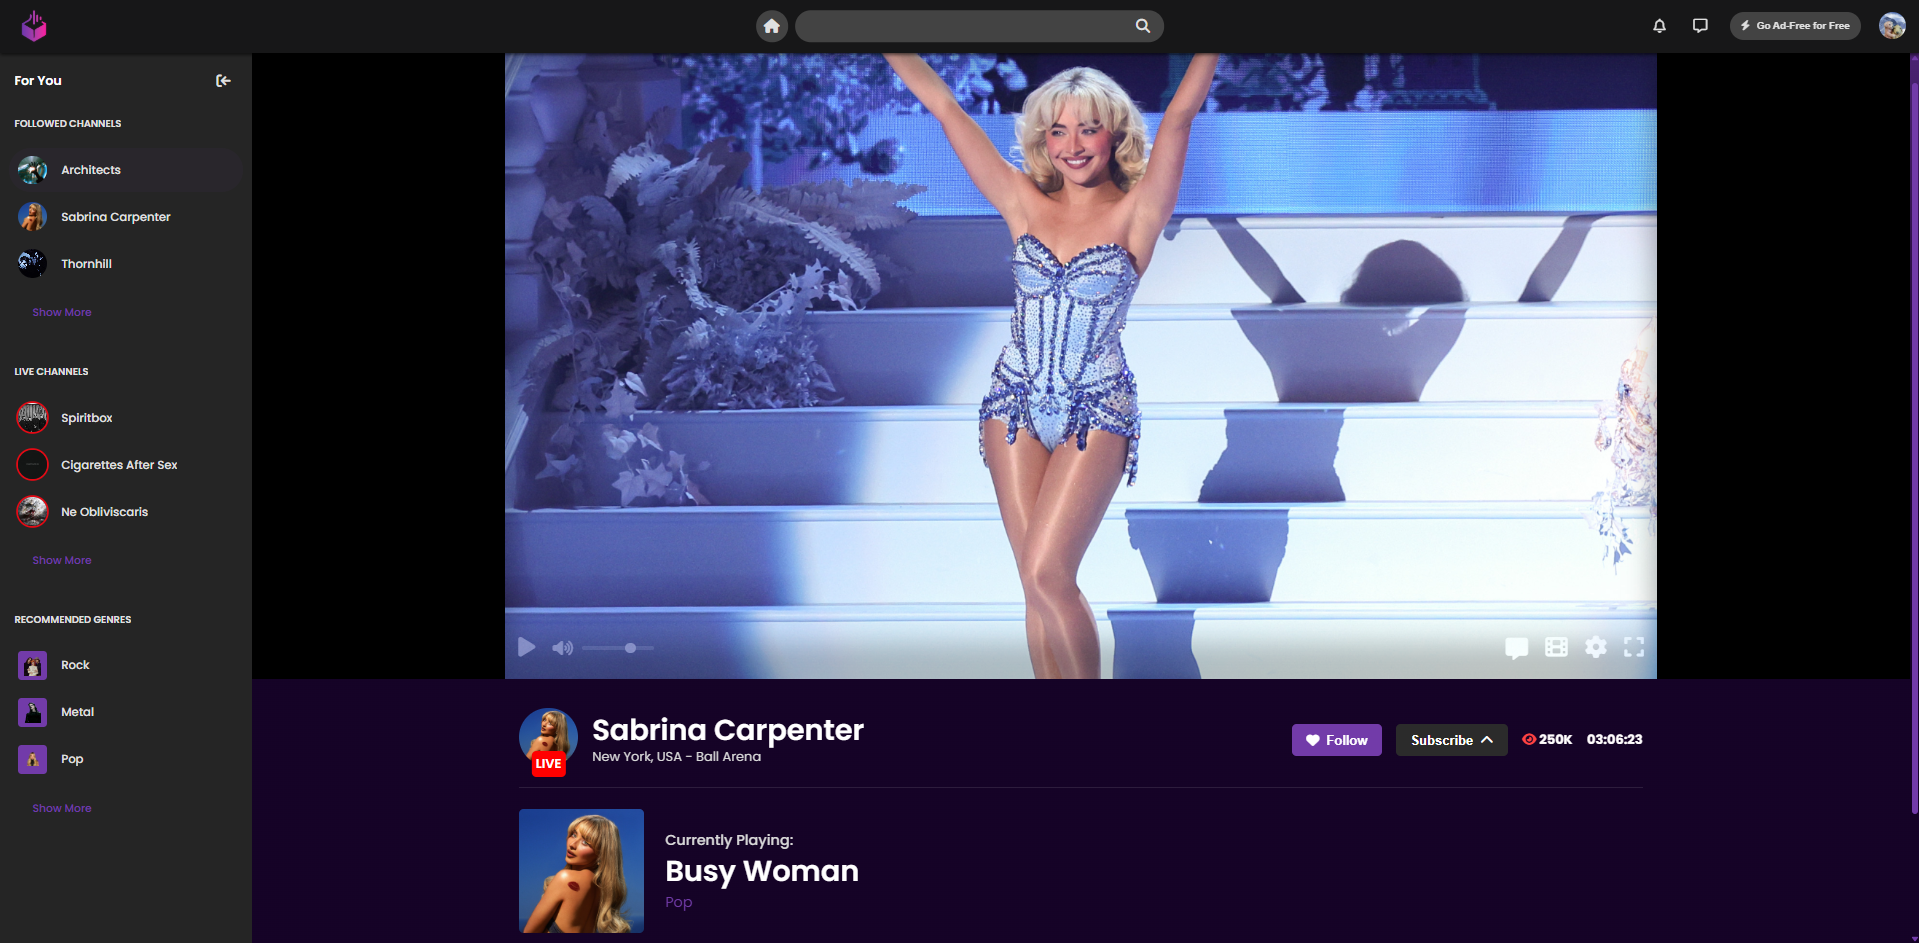 Go Ad-Free for Free
For You
FOLLOWED CHANNELS
Architects
Sabrina Carpenter
Thornhill
Show More
LIVE CHANNELS
Spiritbox
Cigarettes After Sex
Ne Obliviscaris
Show More
RECOMMENDED GENRES
Rock
Metal
Pop
Show More
LIVE
Sabrina Carpenter
New York, USA - Ball Arena
Follow
Subscribe
250K
03:06:23
Currently Playing:
Busy Woman
Pop